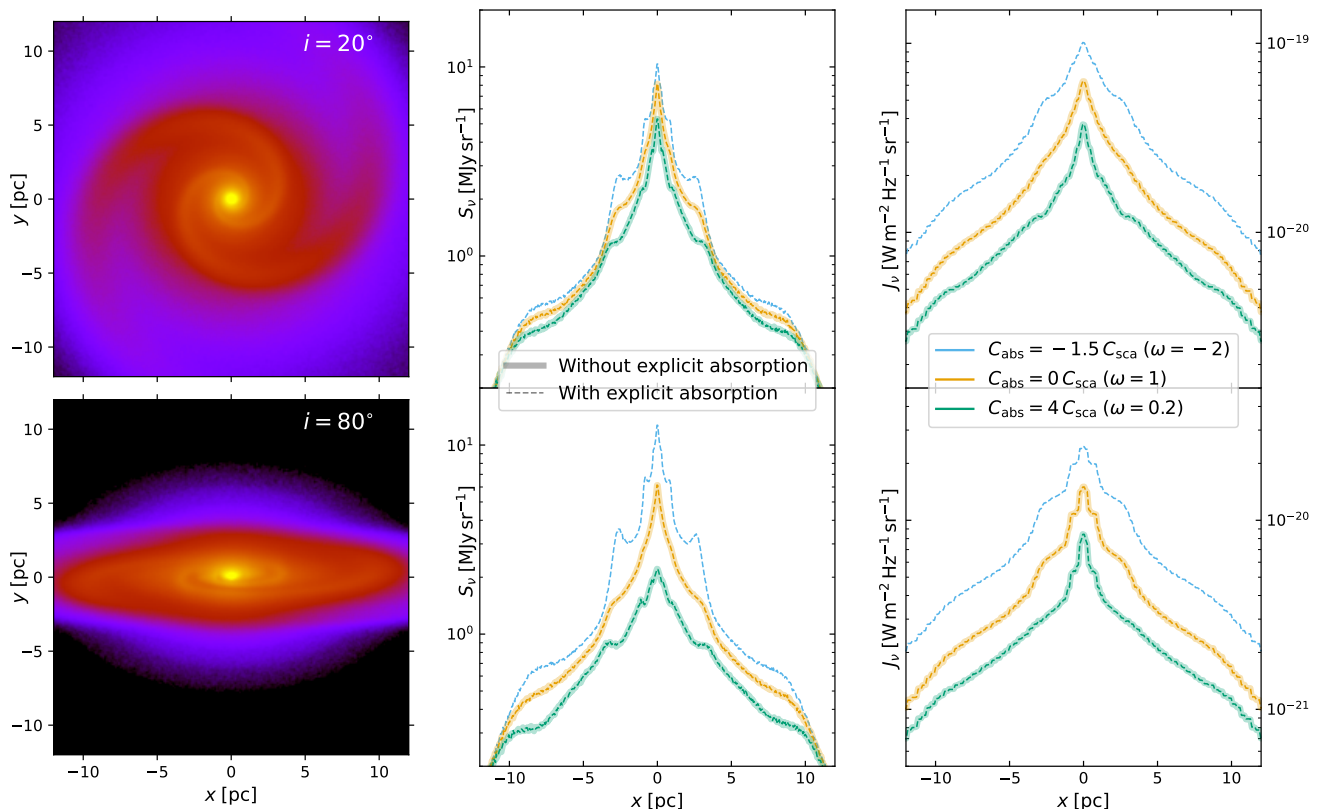 i = 20°
y [pc]
10
5
0
−5
−10
i = 80°
y [pc]
10
5
0
−5
−10
−10 −5 0 5 10
x [pc]
S_ν [MJy sr⁻¹]
10¹
10⁰
Without explicit absorption
With explicit absorption
S_ν [MJy sr⁻¹]
10¹
10⁰
−10 −5 0 5 10
x [pc]
J_ν [W m⁻² Hz⁻¹ sr⁻¹]
10⁻¹⁹
10⁻²⁰
C_abs = −1.5 C_sca (ω = −2)
C_abs = 0 C_sca (ω = 1)
C_abs = 4 C_sca (ω = 0.2)
J_ν [W m⁻² Hz⁻¹ sr⁻¹]
10⁻²⁰
10⁻²¹
−10 −5 0 5 10
x [pc]